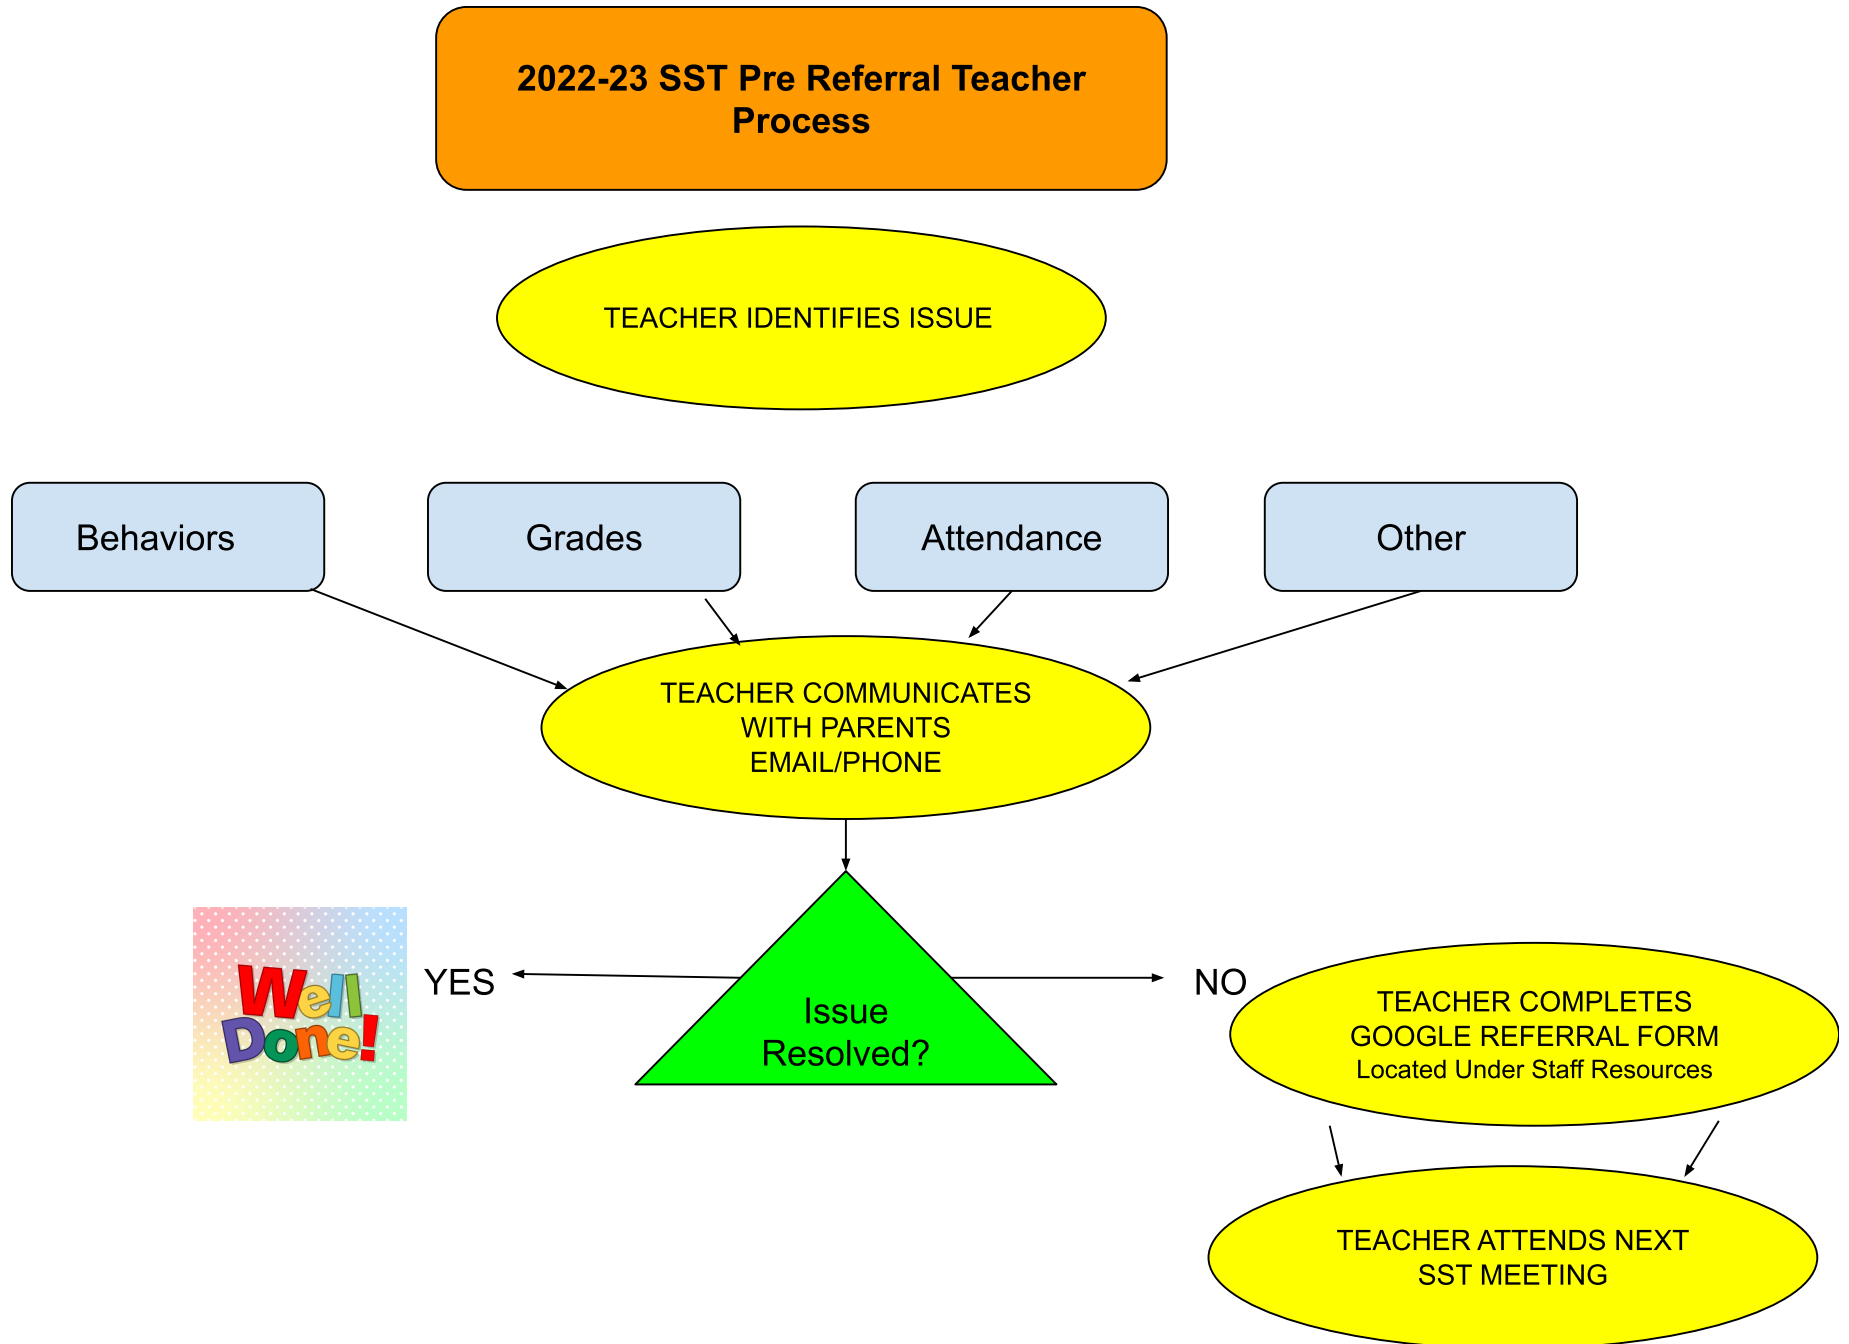 2022-23 SST Pre Referral Teacher
Process
TEACHER IDENTIFIES ISSUE
Behaviors
Grades
Attendance
Other
TEACHER COMMUNICATES
WITH PARENTS
EMAIL/PHONE
Well
Done!
YES
Issue
Resolved?
NO
TEACHER COMPLETES
GOOGLE REFERRAL FORM
Located Under Staff Resources
TEACHER ATTENDS NEXT
SST MEETING